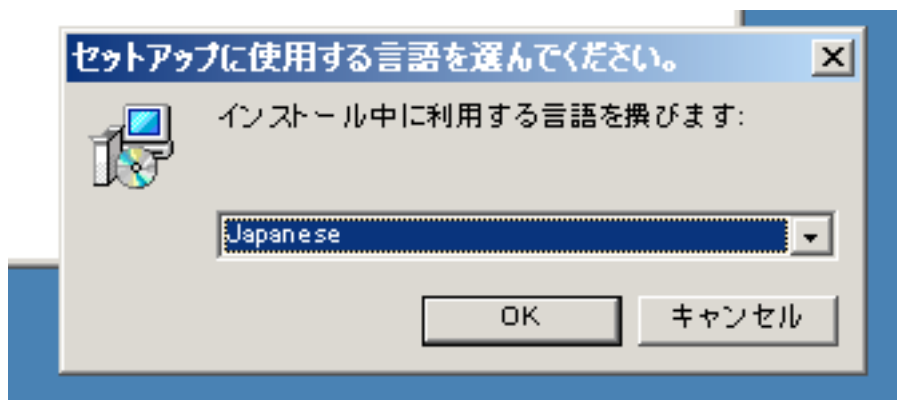 セットアップに使用する言語を選んでください。
インストール中に利用する言語を撰びます:
Japanese
OK
キャンセル